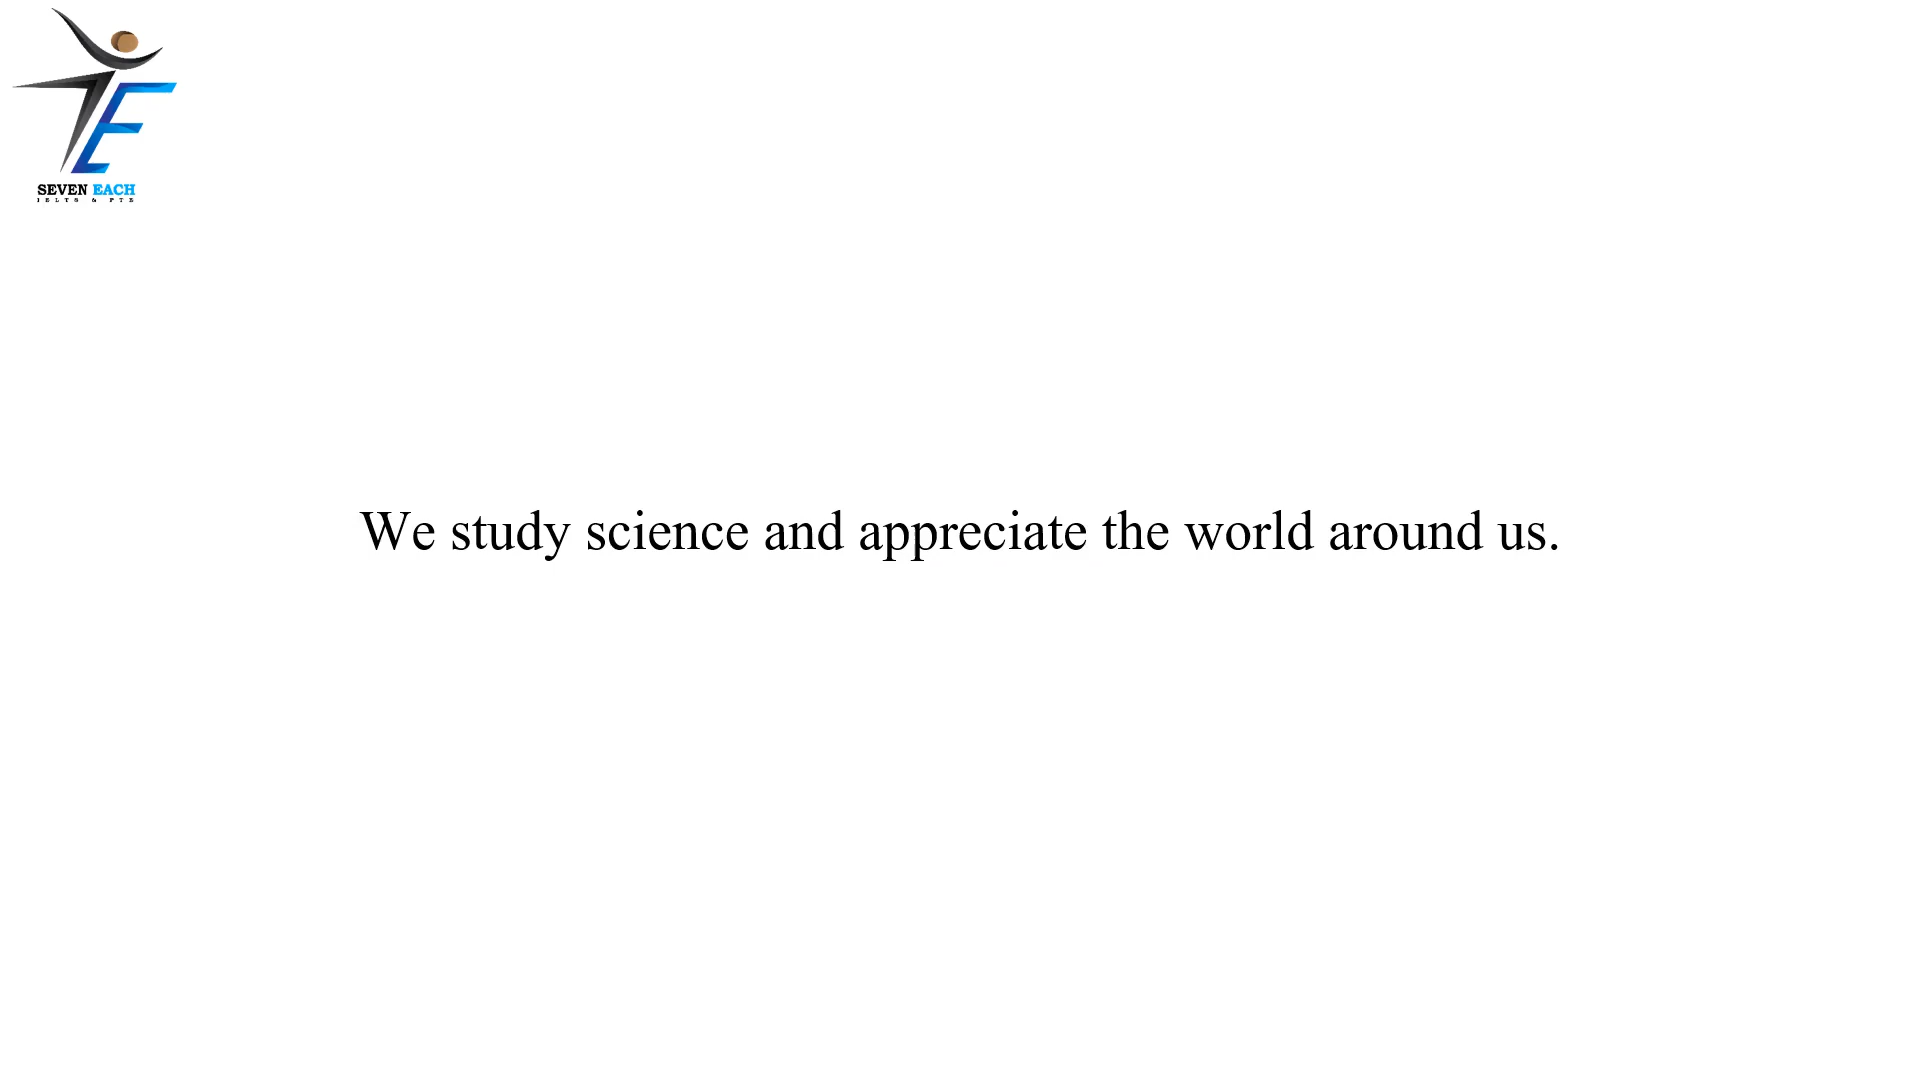 SEVEN EACH
IELTS & PTE
We study science and appreciate the world around us.